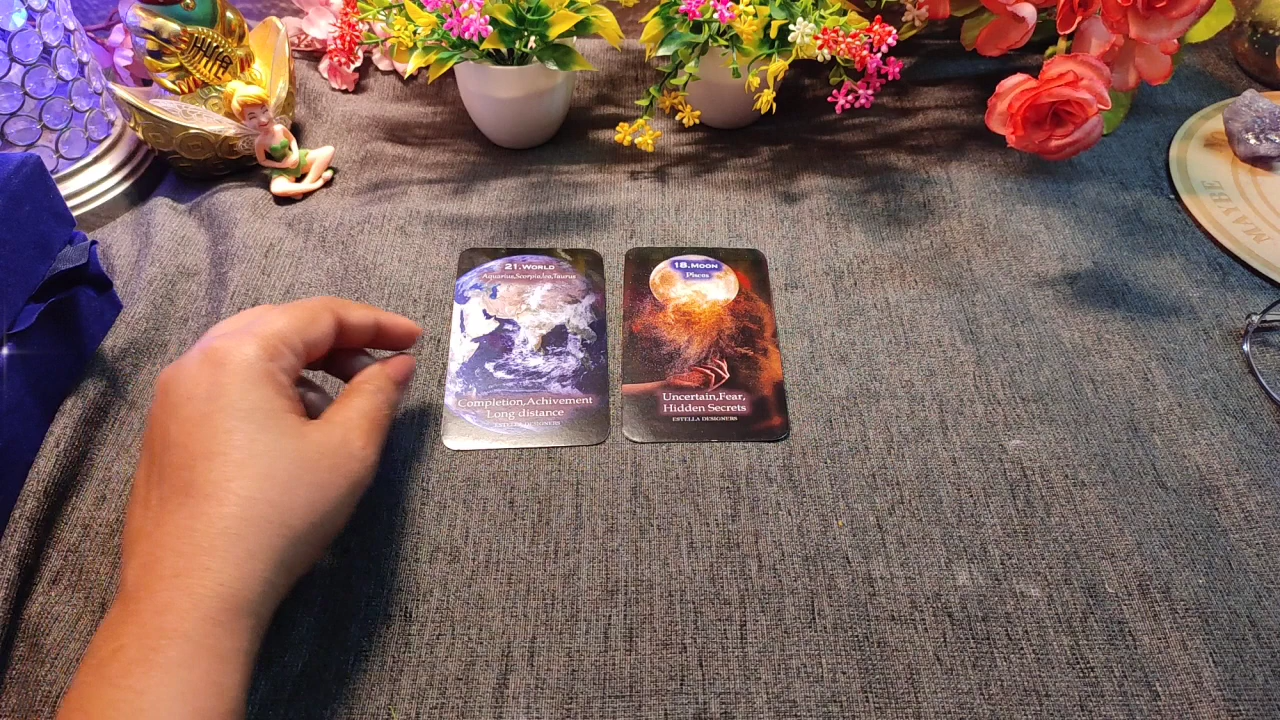 21.WORLD
Aquarius,Scorpio,leo,Taurus
Completion,Achivement
Long distance
ESTELLA DESIGNERS
18.MOON
Pisces
Uncertain,Fear,
Hidden Secrets
ESTELLA DESIGNERS
MAYBE